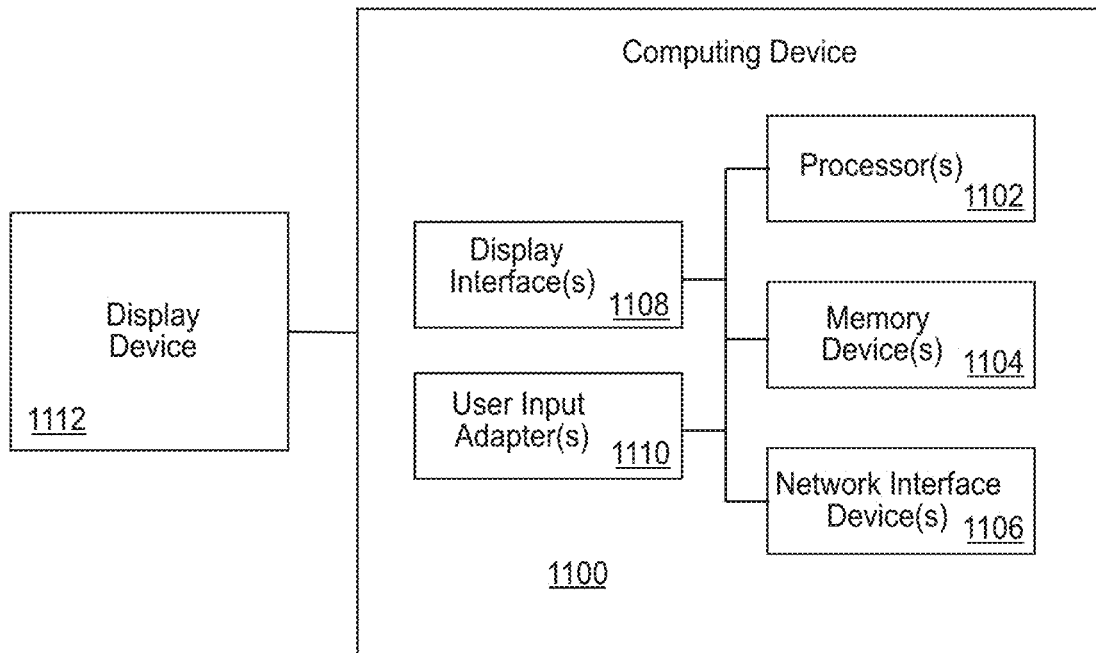 Computing Device
Processor(s)
1102
Display
Interface(s)
1108
Display
Device
1112
Memory
Device(s)
1104
User Input
Adapter(s)
1110
Network Interface
Device(s)
1106
1100